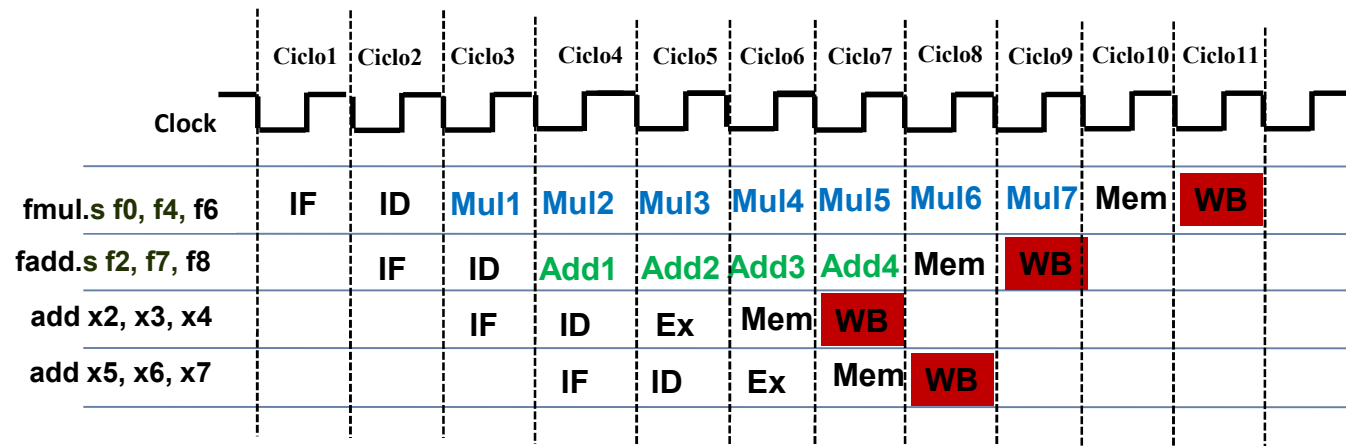 Ciclo1 Ciclo2 Ciclo3 Ciclo4 Ciclo5 Ciclo6 Ciclo7 Ciclo8 Ciclo9 Ciclo10 Ciclo11
Clock
fmul.s f0, f4, f6 IF ID Mul1 Mul2 Mul3 Mul4 Mul5 Mul6 Mul7 Mem WB
fadd.s f2, f7, f8 IF ID Add1 Add2 Add3 Add4 Mem WB
add x2, x3, x4 IF ID Ex Mem WB
add x5, x6, x7 IF ID Ex Mem WB